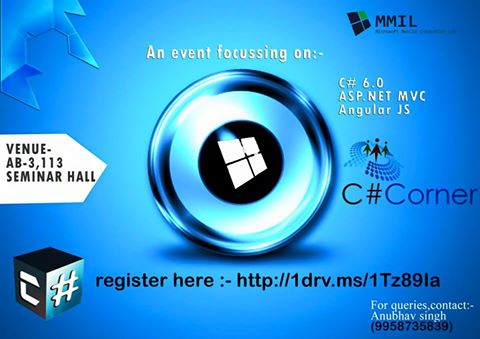 MMIL
Microsoft Mobile Innovation Lab
An event focussing on:-
C# 6.0
ASP.NET MVC
Angular JS
VENUE-
AB-3,113
SEMINAR HALL
C#Corner
C #
register here :- http://1drv.ms/1Tz89Ia
For queries,contact:-
Anubhav singh
(9958735839)